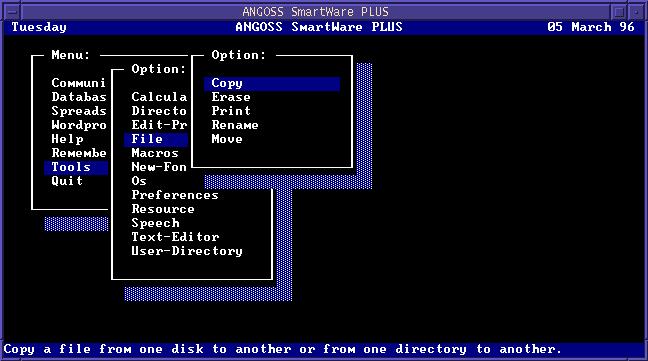 ANGOSS SmartWare PLUS
Tuesday ANGOSS SmartWare PLUS 05 March 96
Menu:
Communi
Databas
Spreads
Wordpro
Help
Remembe
Tools
Quit
Option:
Calcula
Directo
Edit-Pr
File
Macros
New-Fon
Os
Preferences
Resource
Speech
Text-Editor
User-Directory
Option:
Copy
Erase
Print
Rename
Move
Copy a file from one disk to another or from one directory to another.